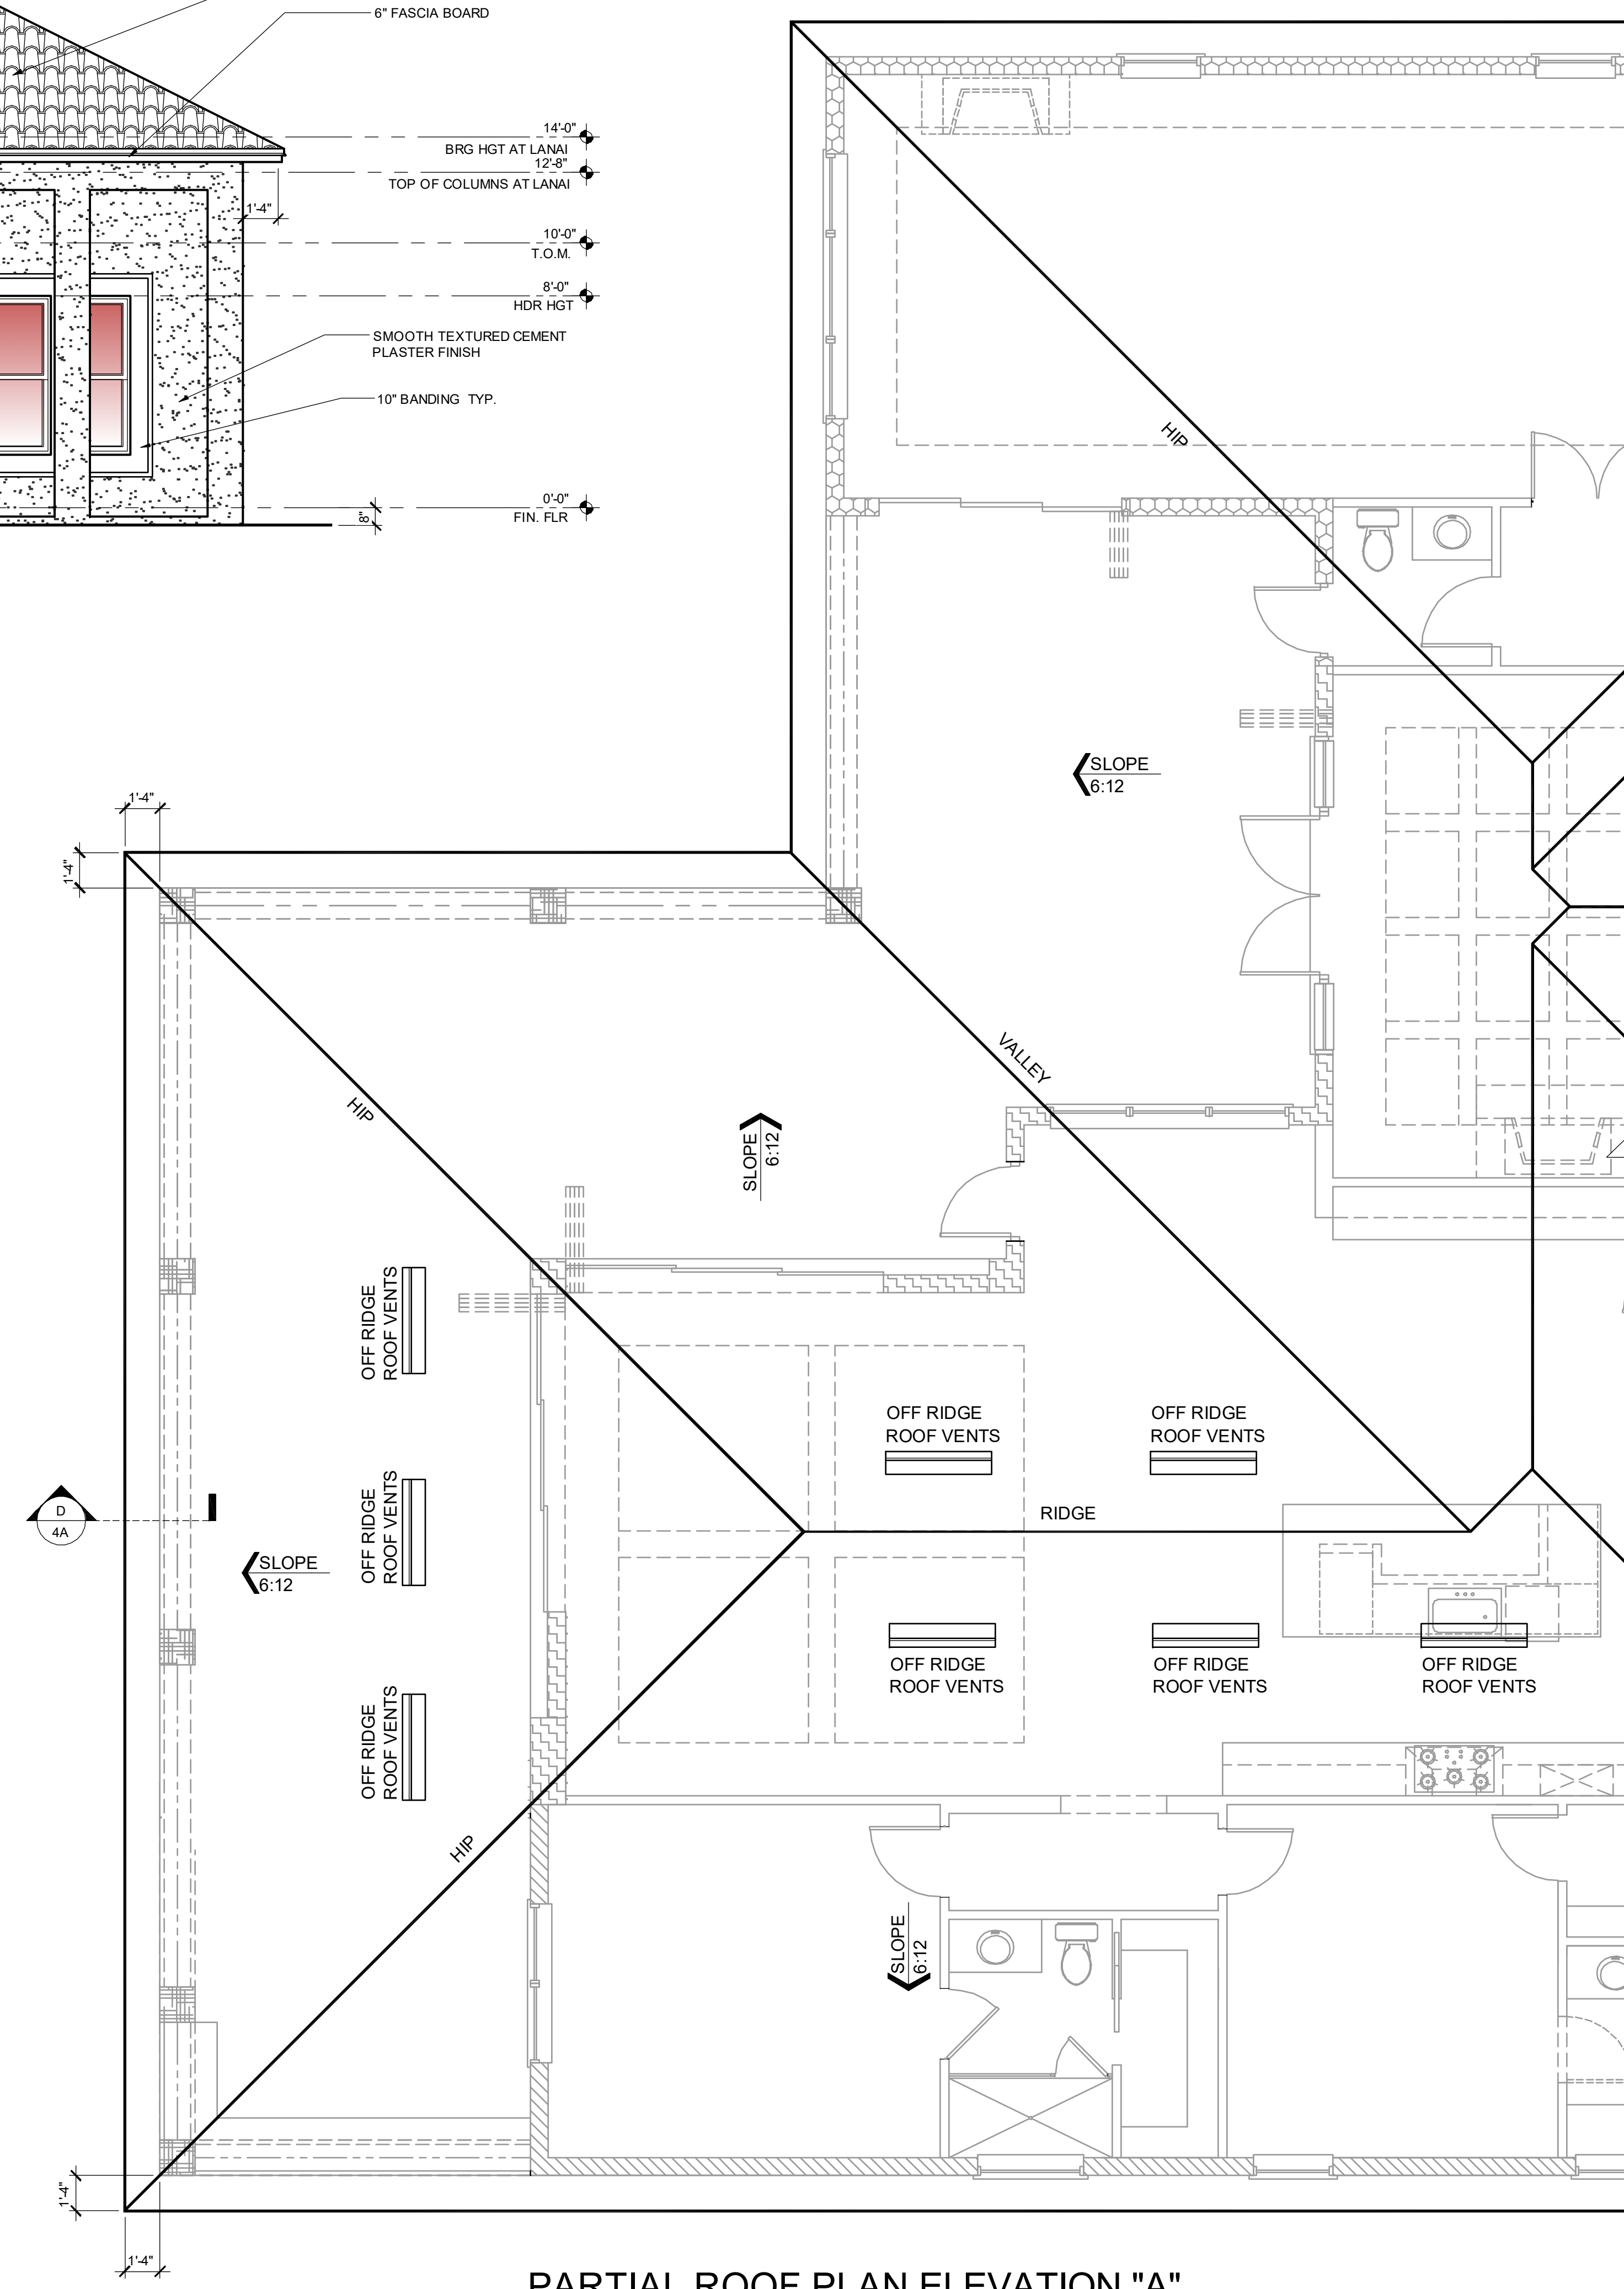 6" FASCIA BOARD
14'-0"
BRG HGT AT LANAI
12'-8"
TOP OF COLUMNS AT LANAI
1'-4"
10'-0"
T.O.M.
8'-0"
HDR HGT
SMOOTH TEXTURED CEMENT
PLASTER FINISH
10" BANDING TYP.
0'-0"
FIN. FLR
8"
HIP
SLOPE
6:12
1'-4"
1'-4"
VALLEY
HIP
SLOPE
6:12
OFF RIDGE
ROOF VENTS
OFF RIDGE
ROOF VENTS
OFF RIDGE
ROOF VENTS
RIDGE
D
4A
OFF RIDGE
ROOF VENTS
SLOPE
6:12
OFF RIDGE
ROOF VENTS
OFF RIDGE
ROOF VENTS
OFF RIDGE
ROOF VENTS
OFF RIDGE
ROOF VENTS
HIP
SLOPE
6:12
1'-4"
1'-4"
PARTIAL ROOF PLAN ELEVATION "A"